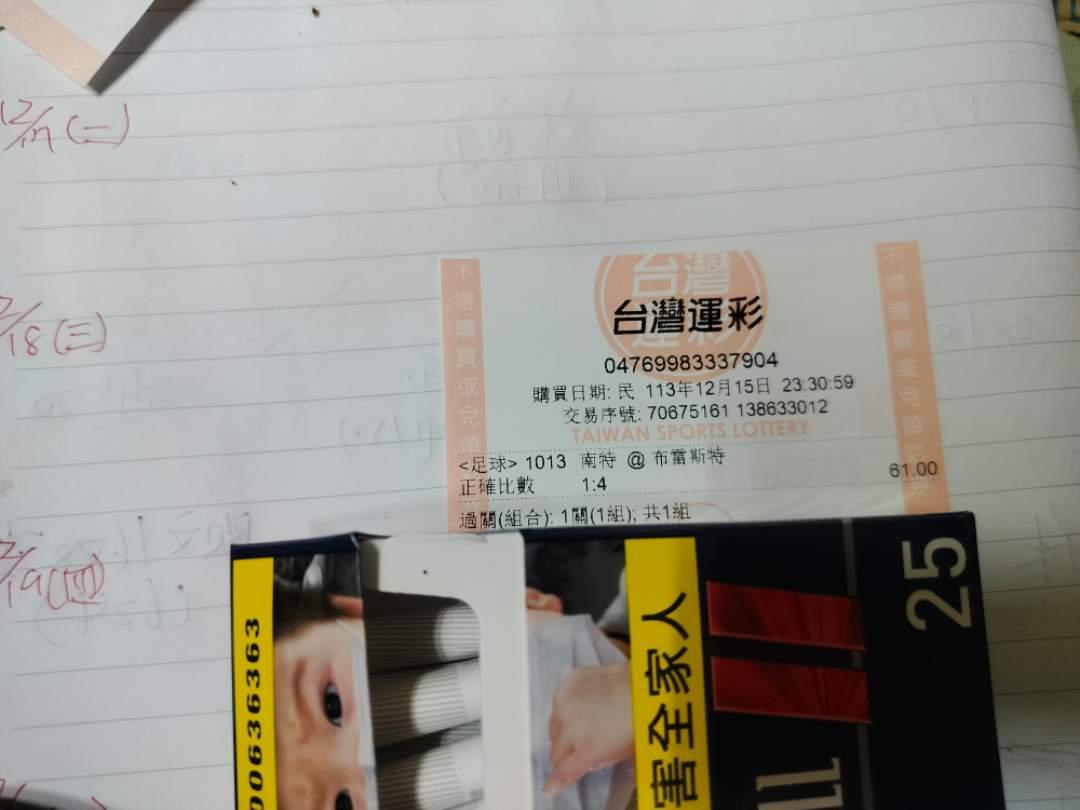 12/17(二)
12/18(三)
12/19(四)
不得購買或兌領
台灣
台灣運彩
04769983337904
購買日期: 民 113年12月15日 23:30:59
交易序號: 70675161 138633012
TAIWAN SPORTS LOTTERY
<足球> 1013 南特 @ 布雷斯特 61.00
正確比數 1:4
過關(組合): 1關(1組); 共1組
不得購買或兌領
0063636
害全家人
25